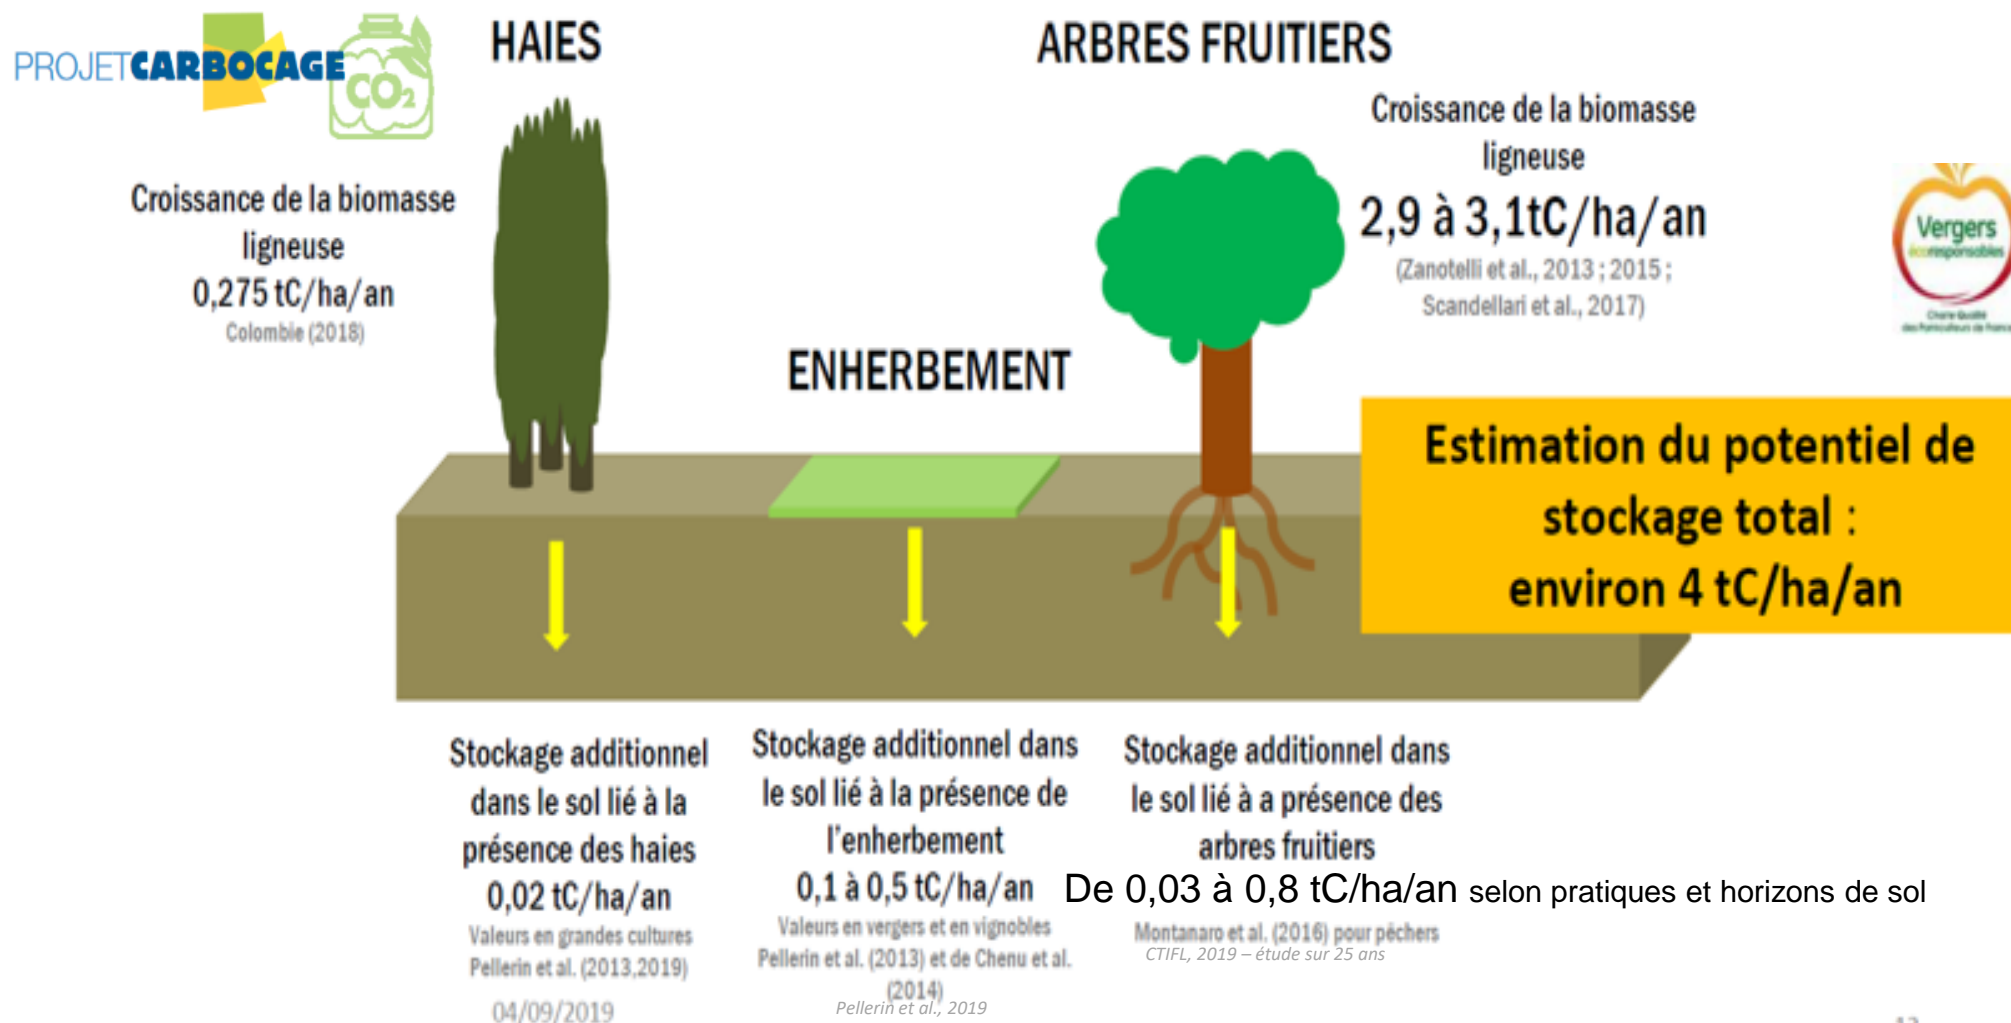 PROJETCARBOCAGE
CO₂
HAIES
ARBRES FRUITIERS
Croissance de la biomasse
ligneuse
0,275 tC/ha/an
Colombie (2018)
Croissance de la biomasse
ligneuse
2,9 à 3,1tC/ha/an
(Zanotelli et al., 2013 ; 2015 ;
Scandellari et al., 2017)
Vergers
écoresponsables
Charte Qualité
des Pomiculteurs de France
ENHERBEMENT
Estimation du potentiel de
stockage total :
environ 4 tC/ha/an
Stockage additionnel
dans le sol lié à la
présence des haies
0,02 tC/ha/an
Valeurs en grandes cultures
Pellerin et al. (2013,2019)
04/09/2019
Stockage additionnel dans
le sol lié à la présence de
l'enherbement
0,1 à 0,5 tC/ha/an
Valeurs en vergers et en vignobles
Pellerin et al. (2013) et de Chenu et al.
(2014)
Pellerin et al., 2019
Stockage additionnel dans
le sol lié à a présence des
arbres fruitiers
De 0,03 à 0,8 tC/ha/an selon pratiques et horizons de sol
Montanaro et al. (2016) pour pêchers
CTIFL, 2019 – étude sur 25 ans